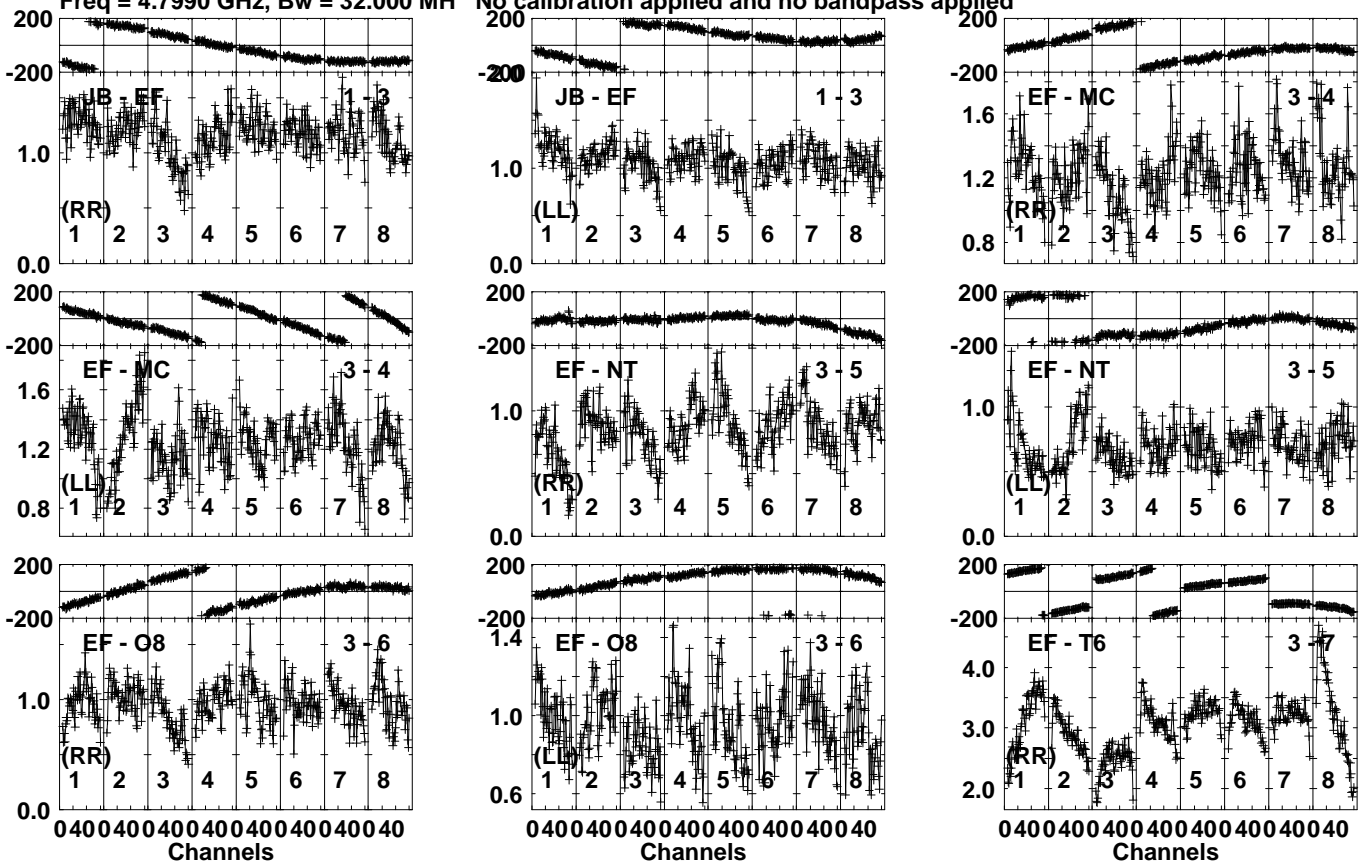 Freq = 4.7990 GHz, Bw = 32.000 MH No calibration applied and no bandpass applied
200
-200
JB - EF 1 - 3
1.0
(RR)
1 2 3 4 5 6 7 8
0.0
200
-200
2.0
JB - EF 1 - 3
1.0
(LL)
1 2 3 4 5 6 7 8
0.0
200
-200
EF - MC 3 - 4
1.6
1.2
(RR)
0.8
1 2 3 4 5 6 7 8
200
-200
EF - MC 3 - 4
1.6
1.2
(LL)
0.8
1 2 3 4 5 6 7 8
200
-200
EF - NT 3 - 5
1.0
(RR)
1 2 3 4 5 6 7 8
0.0
200
-200
EF - NT 3 - 5
1.0
(LL)
1 2 3 4 5 6 7 8
0.0
200
-200
EF - O8 3 - 6
1.0
(RR)
1 2 3 4 5 6 7 8
0.0
0 40 0 40 0 40 0 40 0 40 0 40 0 40 0 40
Channels
200
-200
EF - O8 3 - 6
1.4
1.0
(LL)
0.6
1 2 3 4 5 6 7 8
0 40 0 40 0 40 0 40 0 40 0 40 0 40 0 40
Channels
200
-200
EF - T6 3 - 7
4.0
3.0
(RR)
2.0
1 2 3 4 5 6 7 8
0 40 0 40 0 40 0 40 0 40 0 40 0 40 0 40
Channels